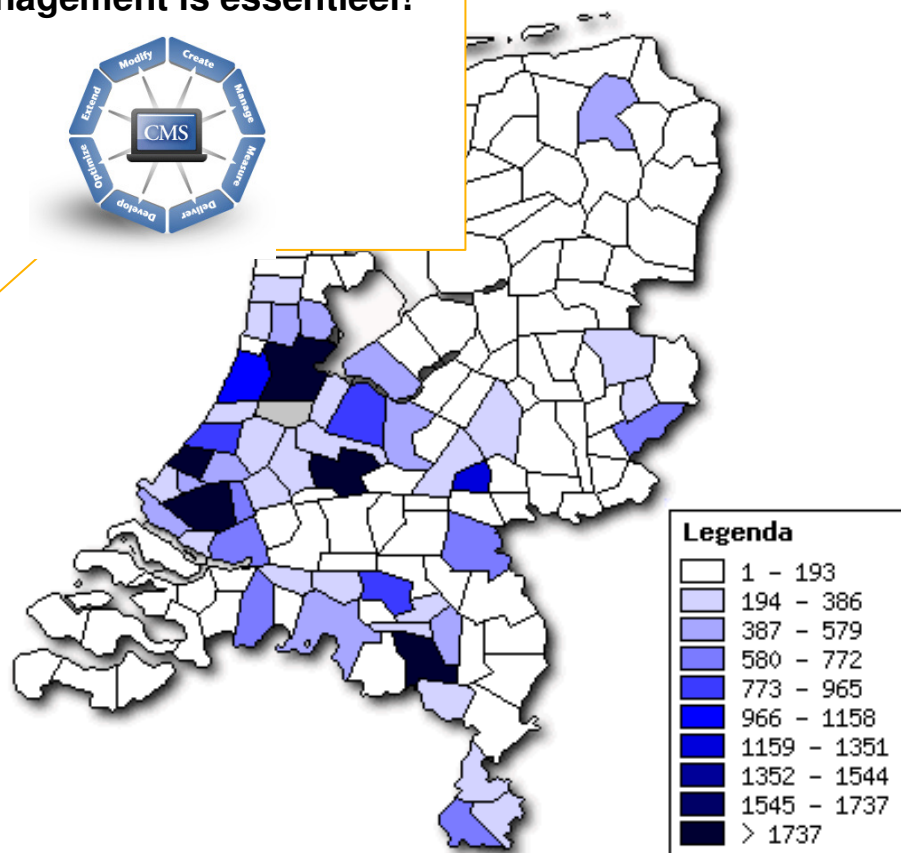 nagement is essentieel!
Modify
Create
Manage
Measure
Deliver
Develop
Optimize
Extend
CMS
Legenda
1 - 193
194 - 386
387 - 579
580 - 772
773 - 965
966 - 1158
1159 - 1351
1352 - 1544
1545 - 1737
> 1737